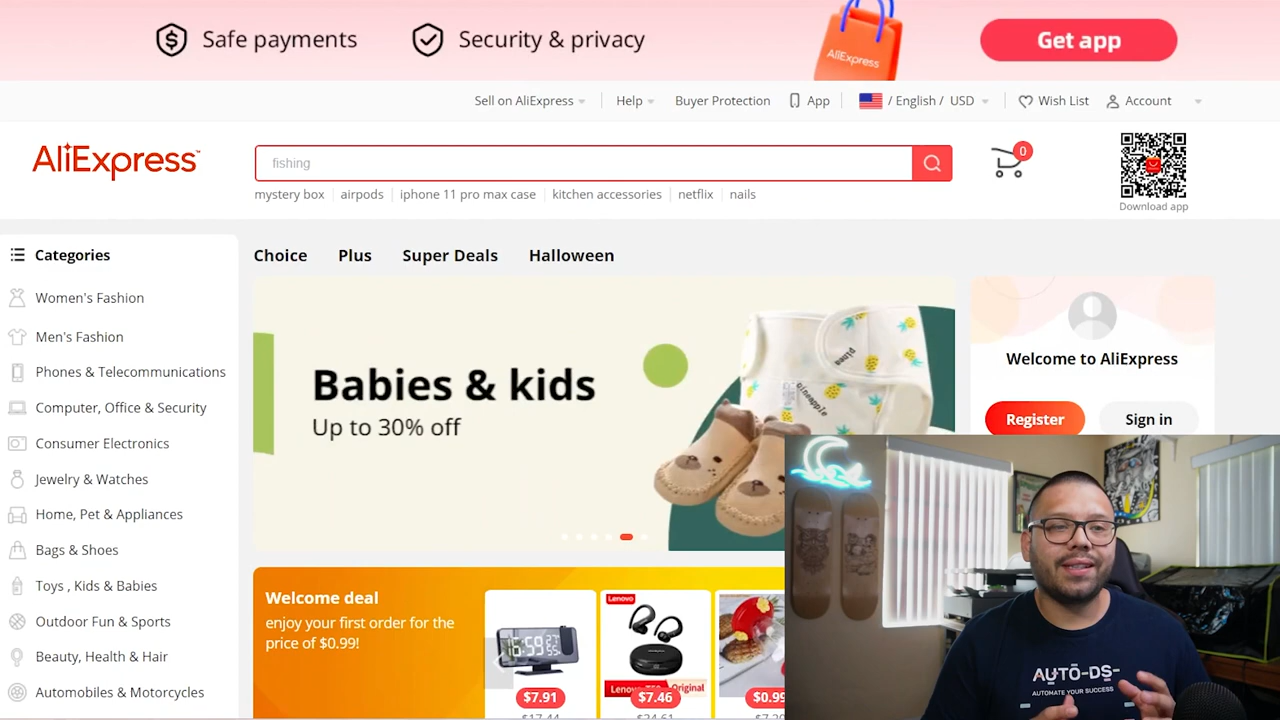 Safe payments
Security & privacy
AliExpress
Get app
Sell on AliExpress
Help
Buyer Protection
App
/ English / USD
Wish List
Account
AliExpress
fishing
0
mystery box
airpods
iphone 11 pro max case
kitchen accessories
netflix
nails
Download app
Categories
Women's Fashion
Men's Fashion
Phones & Telecommunications
Computer, Office & Security
Consumer Electronics
Jewelry & Watches
Home, Pet & Appliances
Bags & Shoes
Toys , Kids & Babies
Outdoor Fun & Sports
Beauty, Health & Hair
Automobiles & Motorcycles
Choice
Plus
Super Deals
Halloween
Babies & kids
Up to 30% off
pineapple
Welcome to AliExpress
Register
Sign in
Welcome deal
enjoy your first order for the
price of $0.99!
16:59
$7.91
Lenovo
Lenovo
Original
$7.46
$0.99
AUTO-DS-
AUTOMATE YOUR SUCCESS